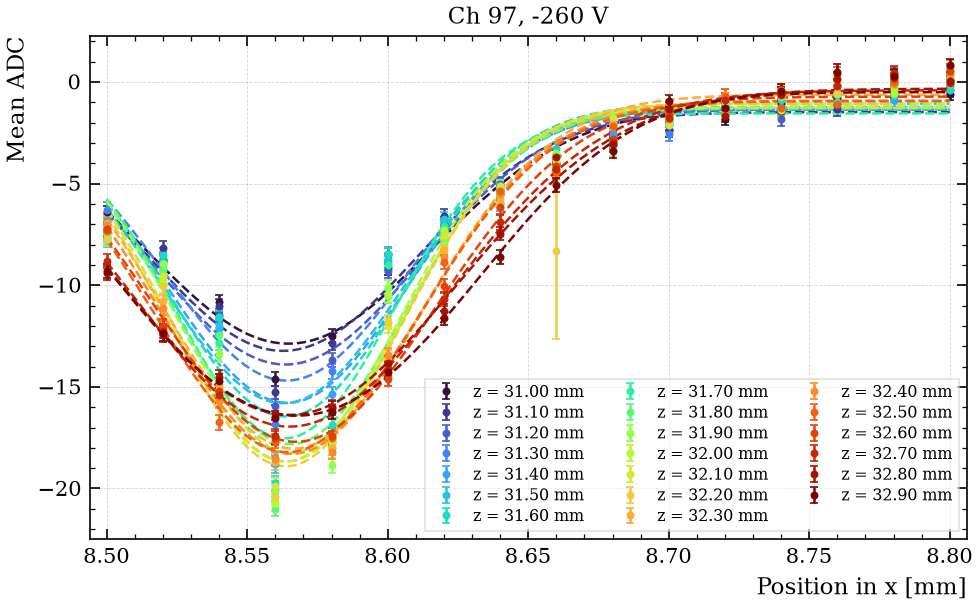 Ch 97, -260 V
Mean ADC
0
−5
−10
−15
−20
z = 31.00 mm
z = 31.10 mm
z = 31.20 mm
z = 31.30 mm
z = 31.40 mm
z = 31.50 mm
z = 31.60 mm
z = 31.70 mm
z = 31.80 mm
z = 31.90 mm
z = 32.00 mm
z = 32.10 mm
z = 32.20 mm
z = 32.30 mm
z = 32.40 mm
z = 32.50 mm
z = 32.60 mm
z = 32.70 mm
z = 32.80 mm
z = 32.90 mm
8.50 8.55 8.60 8.65 8.70 8.75 8.80
Position in x [mm]